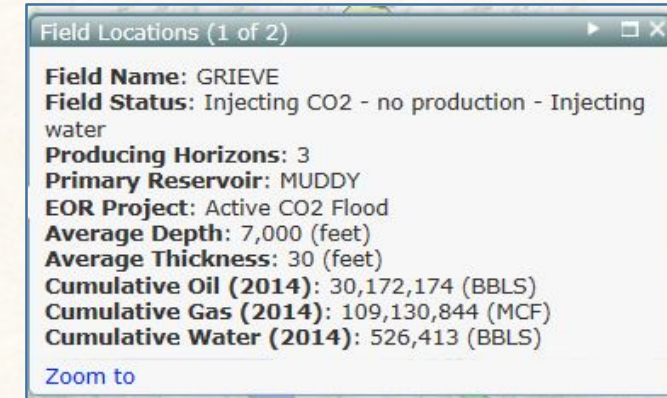 Field Locations (1 of 2)
Field Name: GRIEVE
Field Status: Injecting CO2 - no production - Injecting
water
Producing Horizons: 3
Primary Reservoir: MUDDY
EOR Project: Active CO2 Flood
Average Depth: 7,000 (feet)
Average Thickness: 30 (feet)
Cumulative Oil (2014): 30,172,174 (BBLS)
Cumulative Gas (2014): 109,130,844 (MCF)
Cumulative Water (2014): 526,413 (BBLS)
Zoom to